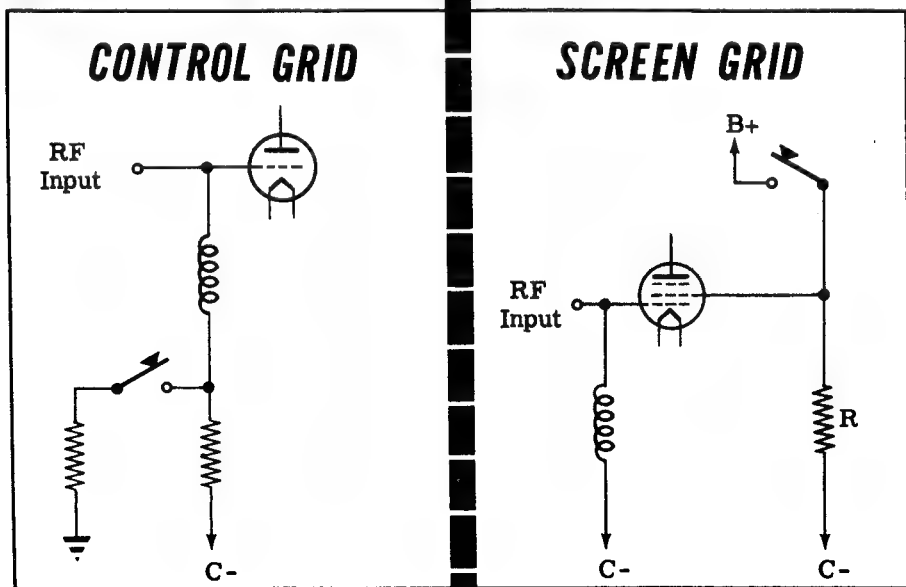 CONTROL GRID
RF
Input
C-
SCREEN GRID
B+
RF
Input
R
C-
C-